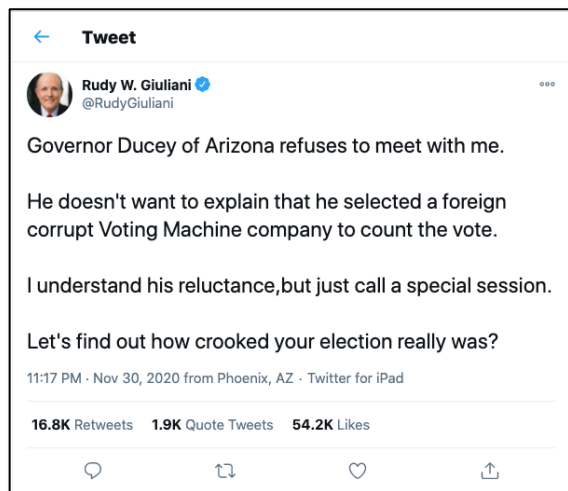 Tweet
Rudy W. Giuliani
@RudyGiuliani
Governor Ducey of Arizona refuses to meet with me.
He doesn't want to explain that he selected a foreign
corrupt Voting Machine company to count the vote.
I understand his reluctance,but just call a special session.
Let's find out how crooked your election really was?
11:17 PM · Nov 30, 2020 from Phoenix, AZ · Twitter for iPad
16.8K Retweets 1.9K Quote Tweets 54.2K Likes